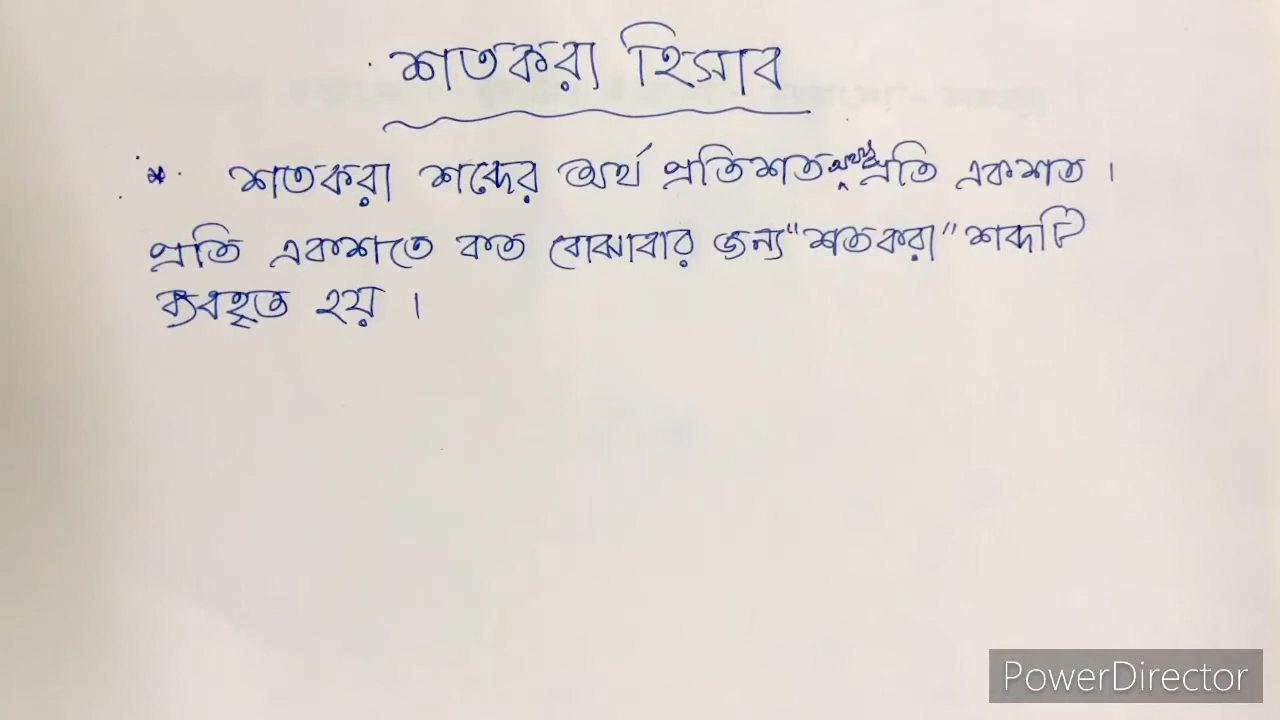 শতকরা হিসাব
* শতকরা শব্দের অর্থ প্রতিশত অর্থাৎ প্রতি একশত ।
প্রতি একশতে কত বোঝাবার জন্য "শতকরা" শব্দটি
ব্যবহৃত হয় ।
PowerDirector